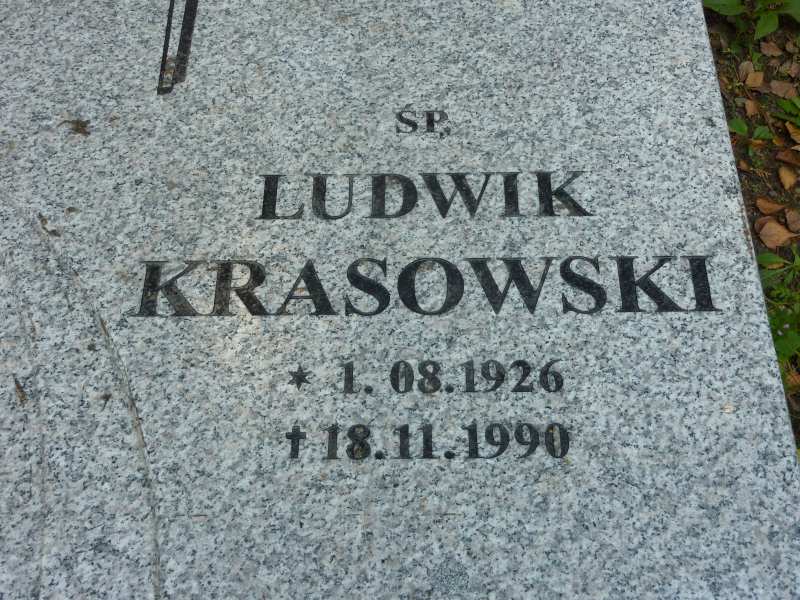 ŚP.
LUDWIK
KRASOWSKI
✶ 1.08.1926
✝ 18.11.1990